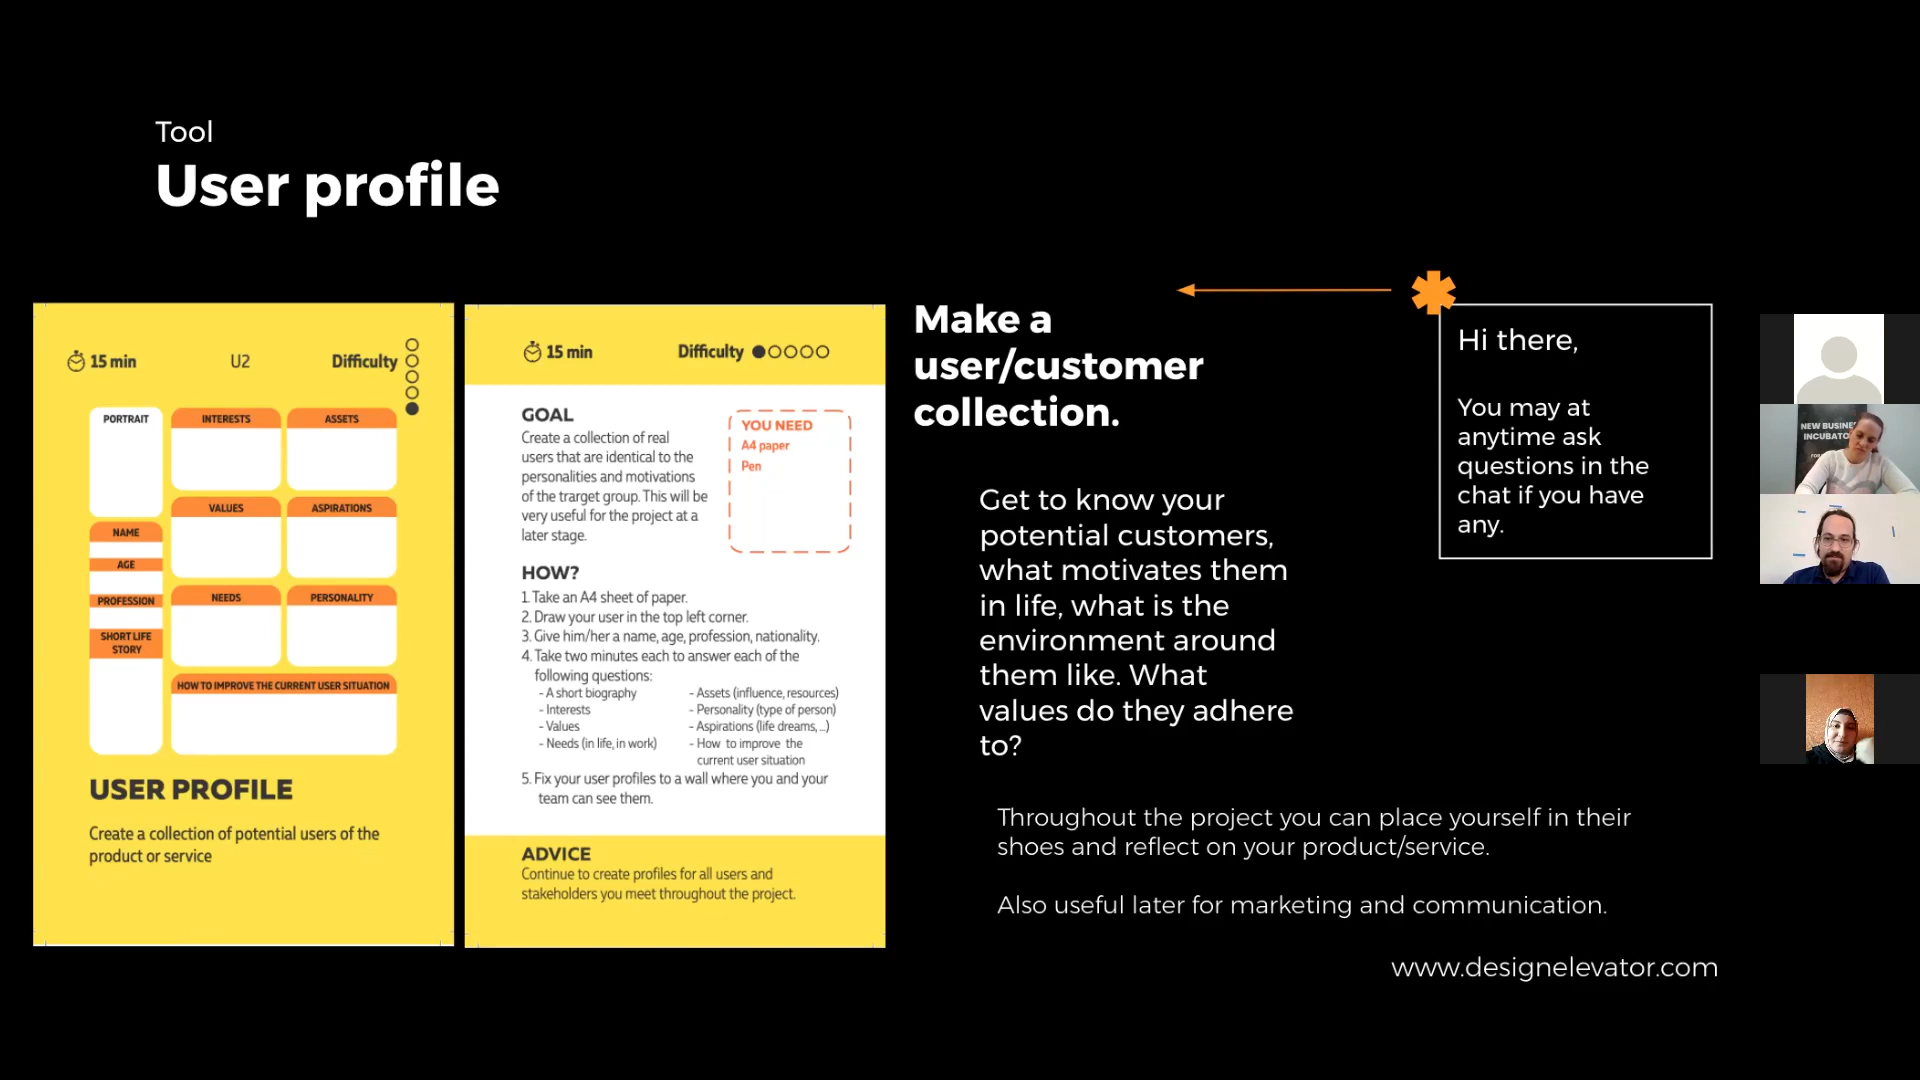 Tool
User profile
15 min
U2
Difficulty
PORTRAIT
INTERESTS
ASSETS
VALUES
ASPIRATIONS
NAME
AGE
PROFESSION
NEEDS
PERSONALITY
SHORT LIFE
STORY
HOW TO IMPROVE THE CURRENT USER SITUATION
USER PROFILE
Create a collection of potential users of the
product or service
15 min
Difficulty
GOAL
Create a collection of real
users that are identical to the
personalities and motivations
of the trarget group. This will be
very useful for the project at a
later stage.
YOU NEED
A4 paper
Pen
HOW?
1. Take an A4 sheet of paper.
2. Draw your user in the top left corner.
3. Give him/her a name, age, profession, nationality.
4. Take two minutes each to answer each of the
following questions:
- A short biography
- Interests
- Values
- Needs (in life, in work)
- Assets (influence, resources)
- Personality (type of person)
- Aspirations (life dreams, ...)
- How to improve the
current user situation
5. Fix your user profiles to a wall where you and your
team can see them.
ADVICE
Continue to create profiles for all users and
stakeholders you meet throughout the project.
Make a
user/customer
collection.
Get to know your
potential customers,
what motivates them
in life, what is the
environment around
them like. What
values do they adhere
to?
Throughout the project you can place yourself in their
shoes and reflect on your product/service.
Also useful later for marketing and communication.
www.designelevator.com
Hi there,
You may at
anytime ask
questions in the
chat if you have
any.
NEW BUSINE
INCUBATO